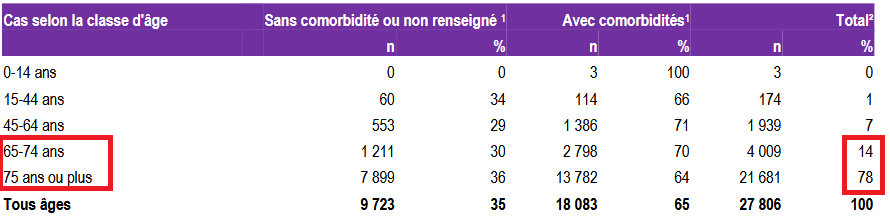 Cas selon la classe d'âge Sans comorbidité ou non renseigné ¹ Avec comorbidités¹ Total²
n % n % n %
0-14 ans 0 0 3 100 3 0
15-44 ans 60 34 114 66 174 1
45-64 ans 553 29 1 386 71 1 939 7
65-74 ans 1 211 30 2 798 70 4 009 14
75 ans ou plus 7 899 36 13 782 64 21 681 78
Tous âges 9 723 35 18 083 65 27 806 100